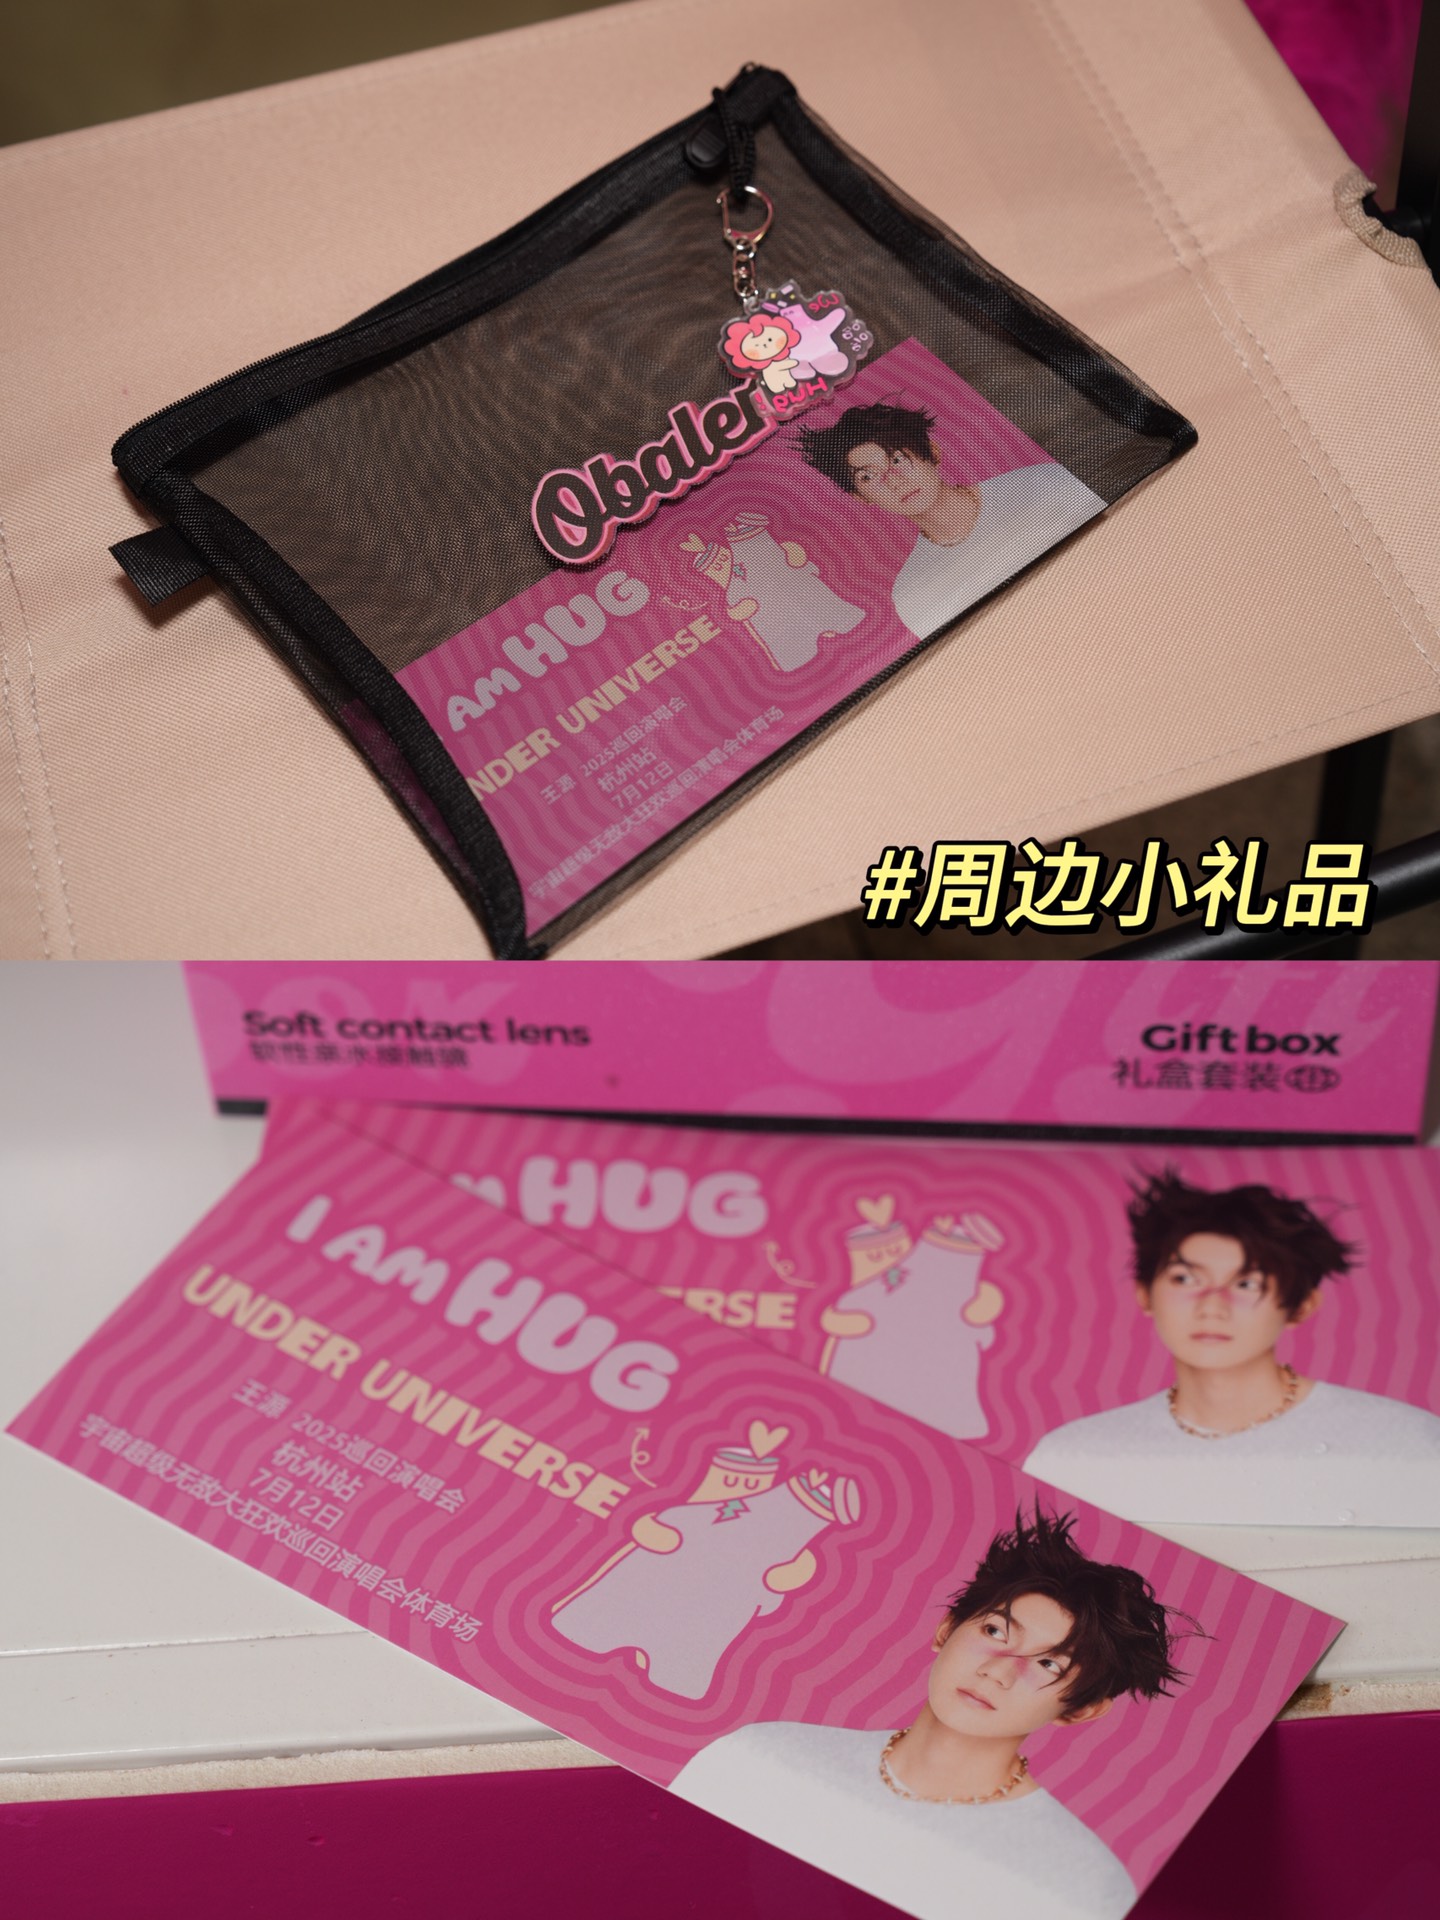 We
Hug
Obaler
I AM HUG
UNDER UNIVERSE
王源 2025巡回演唱会
杭州站
7月12日
宇宙超级无敌大狂欢巡回演唱会体育场
#周边小礼品
Soft contact lens
软性亲水接触镜
Gift box
礼盒套装
AM HUG
ERSE
I AM HUG
UNDER UNIVERSE
王源 2025巡回演唱会
杭州站
7月12日
宇宙超级无敌大狂欢巡回演唱会体育场